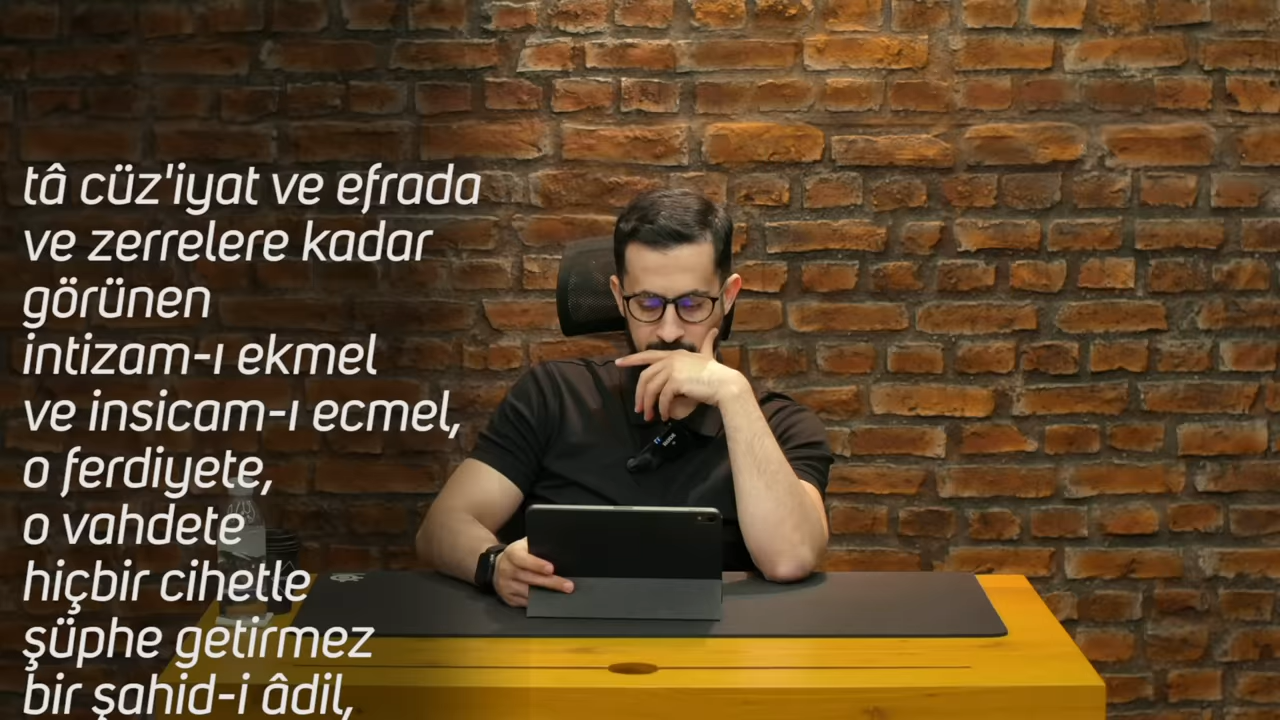 tâ cüz'iyat ve efrada
ve zerrelere kadar
görünen
intizam-ı ekmel
ve insicam-ı ecmel,
o ferdiyete,
o vahdete
hiçbir cihetle
şüphe getirmez
bir şahid-i âdil,